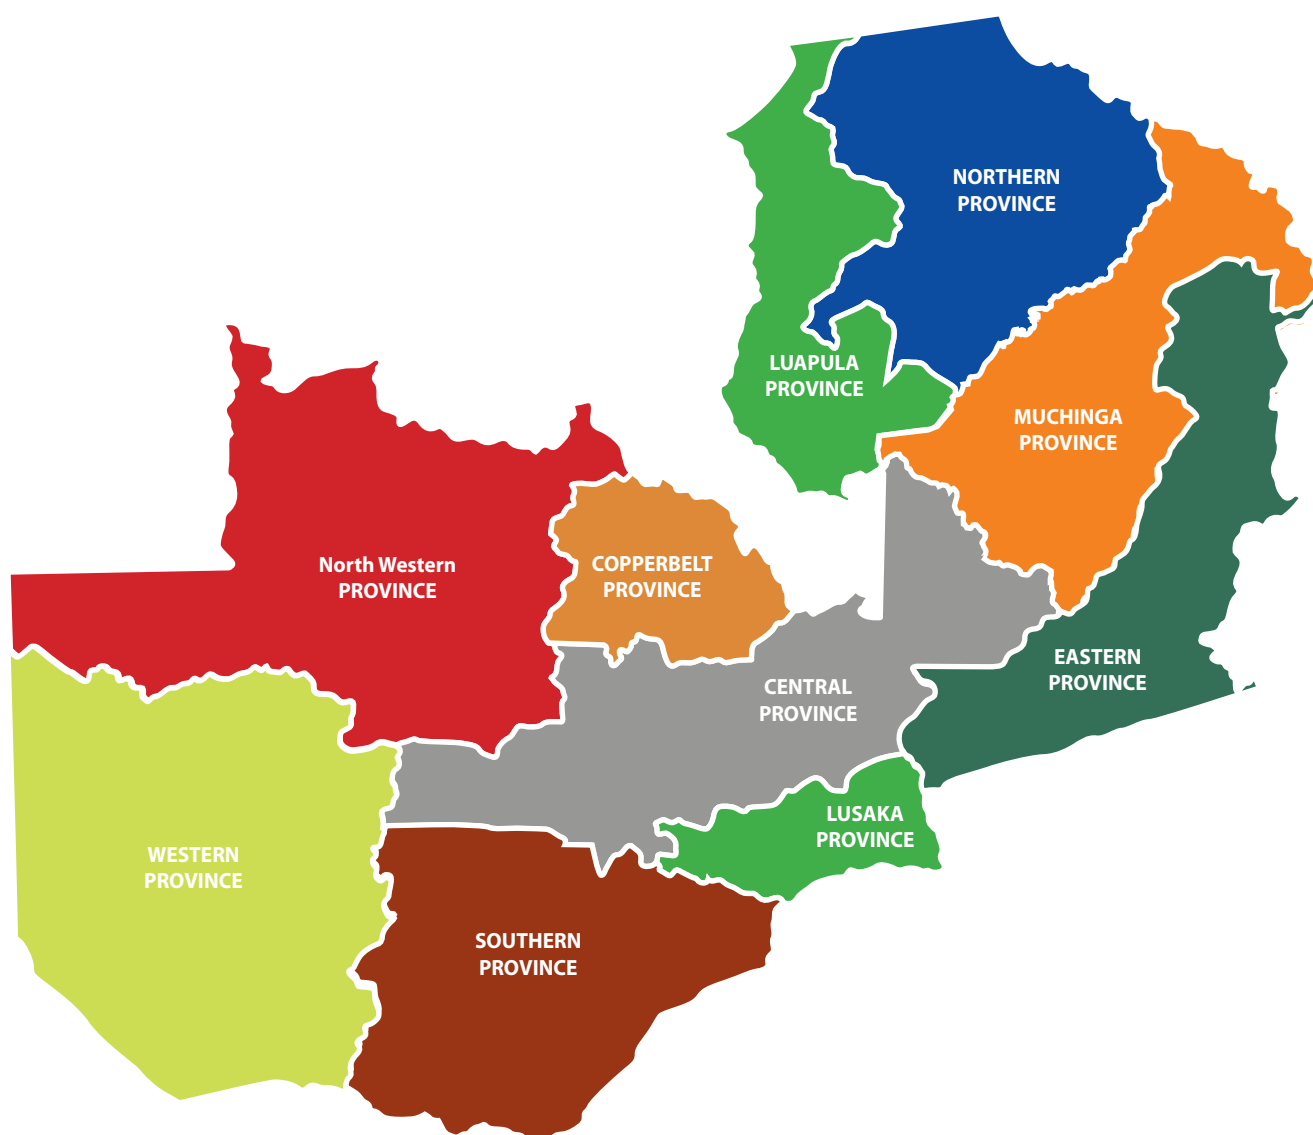 NORTHERN
PROVINCE
LUAPULA
PROVINCE
MUCHINGA
PROVINCE
North Western
PROVINCE
COPPERBELT
PROVINCE
EASTERN
PROVINCE
CENTRAL
PROVINCE
LUSAKA
PROVINCE
WESTERN
PROVINCE
SOUTHERN
PROVINCE